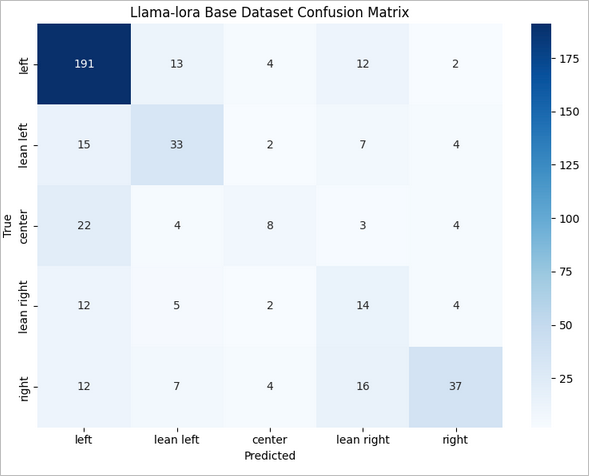 Llama-lora Base Dataset Confusion Matrix
left
191 13 4 12 2
lean left
15 33 2 7 4
center
22 4 8 3 4
lean right
12 5 2 14 4
right
12 7 4 16 37
True
left lean left center lean right right
Predicted
175
150
125
100
75
50
25